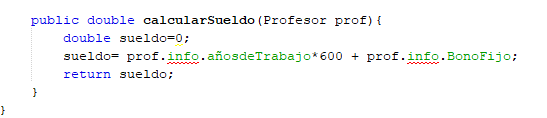 public double calcularSueldo(Profesor prof){
double sueldo=0;
sueldo= prof.info.añosdeTrabajo*600 + prof.info.BonoFijo;
return sueldo;
}
}